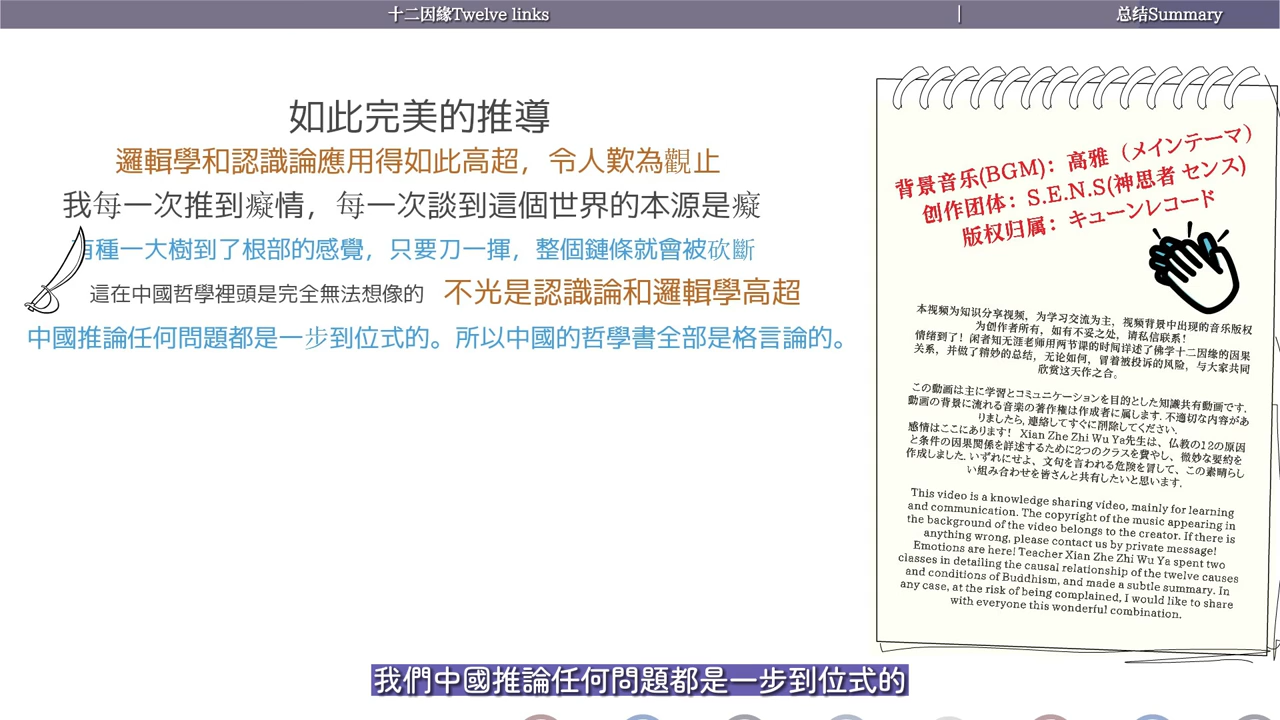 十二因緣Twelve links
总结Summary
如此完美的推導
邏輯學和認識論應用得如此高超，令人歎為觀止
我每一次推到癡情，每一次談到這個世界的本源是癡
有種一大樹到了根部的感覺，只要刀一揮，整個鏈條就會被砍斷
這在中國哲學裡頭是完全無法想像的 不光是認識論和邏輯學高超
中國推論任何問題都是一步到位式的。所以中國的哲學書全部是格言論的。
背景音乐(BGM)：高雅（メインテーマ）
创作团体：S.E.N.S(神思者 センス)
版权归属：キューンレコード
本视频为知识分享视频，为学习交流为主，视频背景中出现的音乐版权
为创作者所有，如有不妥之处，请私信联系！
情绪到了！闲者知无涯老师用两节课的时间详述了佛学十二因缘的因果
关系，并做了精妙的总结，无论如何，冒着被投诉的风险，与大家共同
欣赏这天作之合。
この動画は主に学習とコミュニケーションを目的とした知識共有動画です.
動画の背景に流れる音楽の著作権は作成者に属します. 不適切な内容があ
りましたら, 連絡してすぐに削除してください.
感情はここにあります！ Xian Zhe Zhi Wu Ya先生は、仏教の12の原因
と条件の因果関係を詳述するために2つのクラスを費やし、微妙な要約を
作成しました. いずれにせよ、文句を言われる危険を冒して、この素晴らし
い組み合わせを皆さんと共有したいと思います.
This video is a knowledge sharing video, mainly for learning
and communication. The copyright of the music appearing in
the background of the video belongs to the creator. If there is
anything wrong, please contact us by private message!
Emotions are here! Teacher Xian Zhe Zhi Wu Ya spent two
classes in detailing the causal relationship of the twelve causes
and conditions of Buddhism, and made a subtle summary. In
any case, at the risk of being complained, I would like to share
with everyone this wonderful combination.
我們中國推論任何問題都是一步到位式的